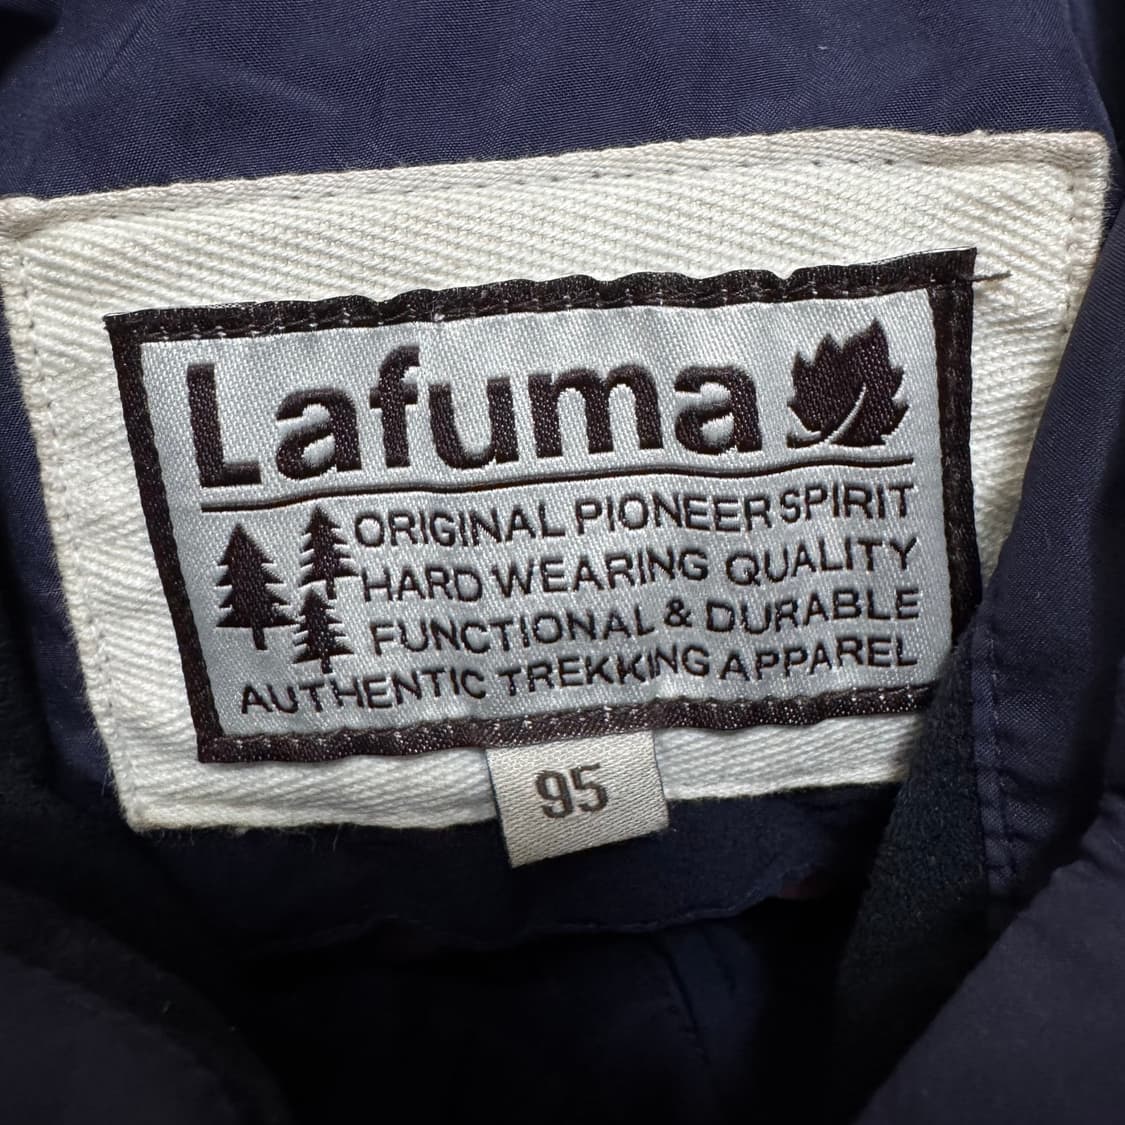 Lafuma
ORIGINAL PIONEER SPIRIT
HARD WEARING QUALITY
FUNCTIONAL & DURABLE
AUTHENTIC TREKKING APPAREL
95